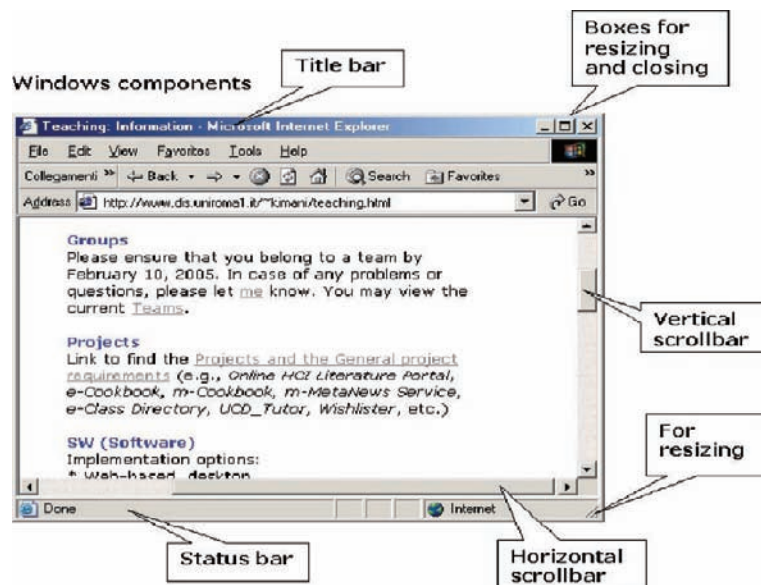 Boxes for
resizing
and closing
Title bar
Windows components
Teaching: Information - Microsoft Internet Explorer
File Edit View Favorites Tools Help
Collegamenti » Back Search Favorites »
Address http://www.dis.uniroma1.it/~kimani/teaching.html Go
Groups
Please ensure that you belong to a team by
February 10, 2005. In case of any problems or
questions, please let me know. You may view the
current Teams.
Projects
Link to find the Projects and the General project
requirements (e.g., Online HCI Literature Portal,
e-Cookbook, m-Cookbook, m-MetaNews Service,
e-Class Directory, UCD_Tutor, Wishlister, etc.)
SW (Software)
Implementation options:
* Web-based, desktop
Vertical
scrollbar
For
resizing
Done Internet
Status bar
Horizontal
scrollbar